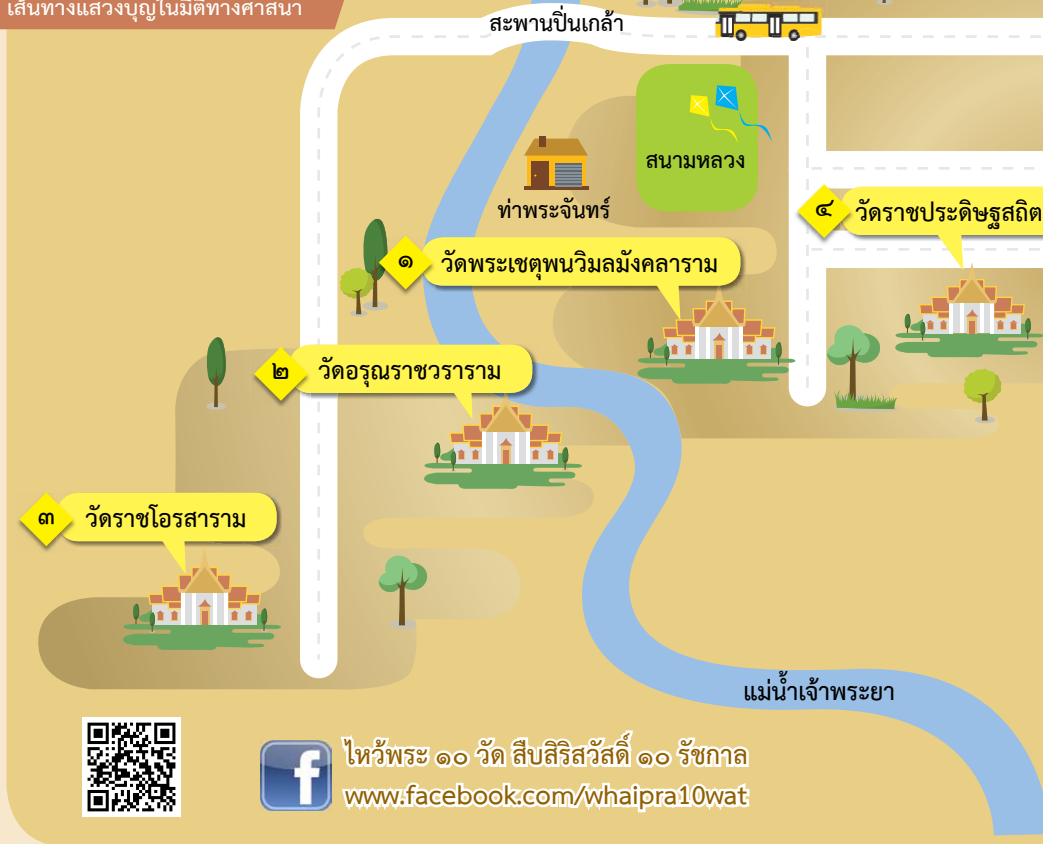 เส้นทางแสวงบุญในมิติทางศาสนา
สะพานปิ่นเกล้า
สนามหลวง
ท่าพระจันทร์
๔ วัดราชประดิษฐสถิต
๑ วัดพระเชตุพนวิมลมังคลาราม
๒ วัดอรุณราชวราราม
๓ วัดราชโอรสาราม
แม่น้ำเจ้าพระยา
ไหว้พระ ๑๐ วัด สืบสิริสวัสดิ์ ๑๐ รัชกาล
www.facebook.com/whaipra10wat